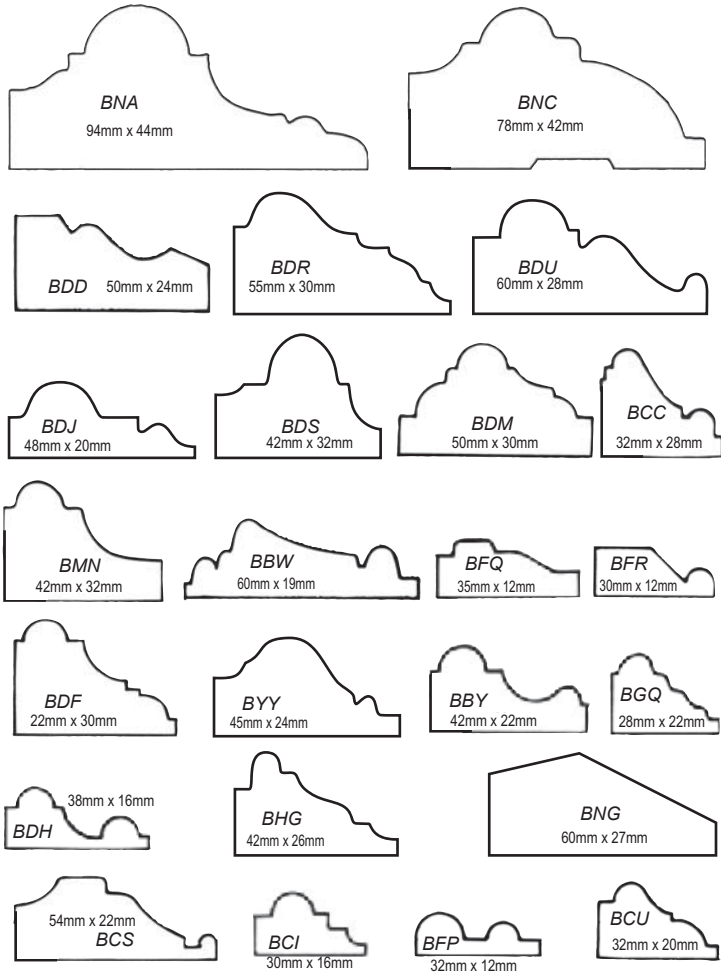 BNA
94mm x 44mm
BNC
78mm x 42mm
BDD 50mm x 24mm
BDR
55mm x 30mm
BDU
60mm x 28mm
BDJ
48mm x 20mm
BDS
42mm x 32mm
BDM
50mm x 30mm
BCC
32mm x 28mm
BMN
42mm x 32mm
BBW
60mm x 19mm
BFQ
35mm x 12mm
BFR
30mm x 12mm
BDF
22mm x 30mm
BYY
45mm x 24mm
BBY
42mm x 22mm
BGQ
28mm x 22mm
38mm x 16mm
BDH
BHG
42mm x 26mm
BNG
60mm x 27mm
54mm x 22mm
BCS
BCI
30mm x 16mm
BFP
32mm x 12mm
BCU
32mm x 20mm